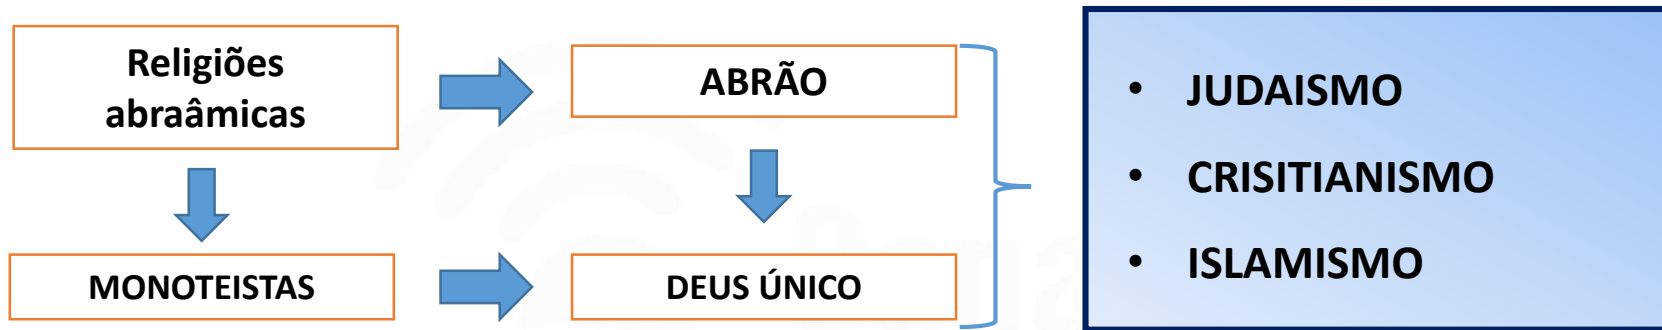 Religiões
abraâmicas
ABRÃO
MONOTEISTAS
DEUS ÚNICO
• JUDAISMO
• CRISITIANISMO
• ISLAMISMO